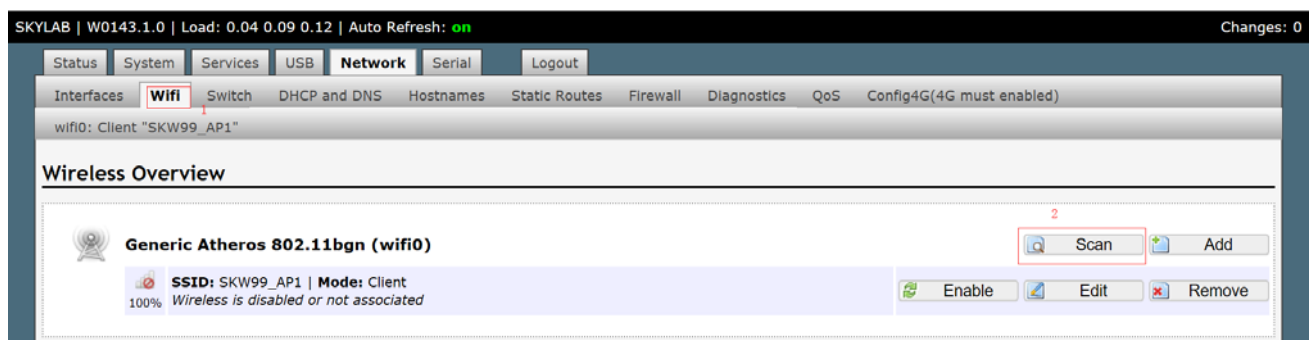 SKYLAB | W0143.1.0 | Load: 0.04 0.09 0.12 | Auto Refresh: on Changes: 0
Status System Services USB Network Serial Logout
Interfaces Wifi Switch DHCP and DNS Hostnames Static Routes Firewall Diagnostics QoS Config4G(4G must enabled)
1
wifi0: Client "SKW99_AP1"
Wireless Overview
2
Generic Atheros 802.11bgn (wifi0) Scan Add
SSID: SKW99_AP1 | Mode: Client
100% Wireless is disabled or not associated Enable Edit Remove